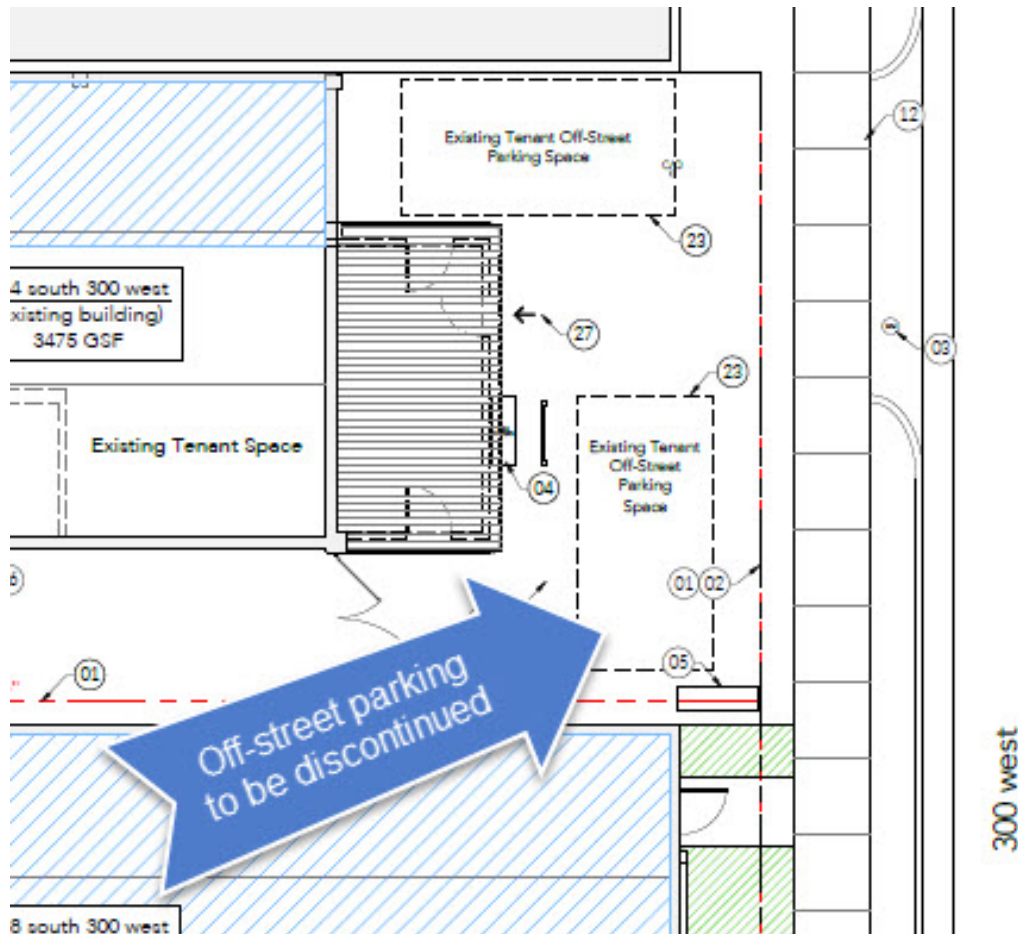 Existing Tenant Off-Street
Parking Space
12
23
4 south 300 west
xisting building)
3475 GSF
27
03
23
Existing Tenant Space
Existing Tenant
Off-Street
Parking
Space
04
01
02
05
01
Off-street parking
to be discontinued
300 west
8 south 300 west